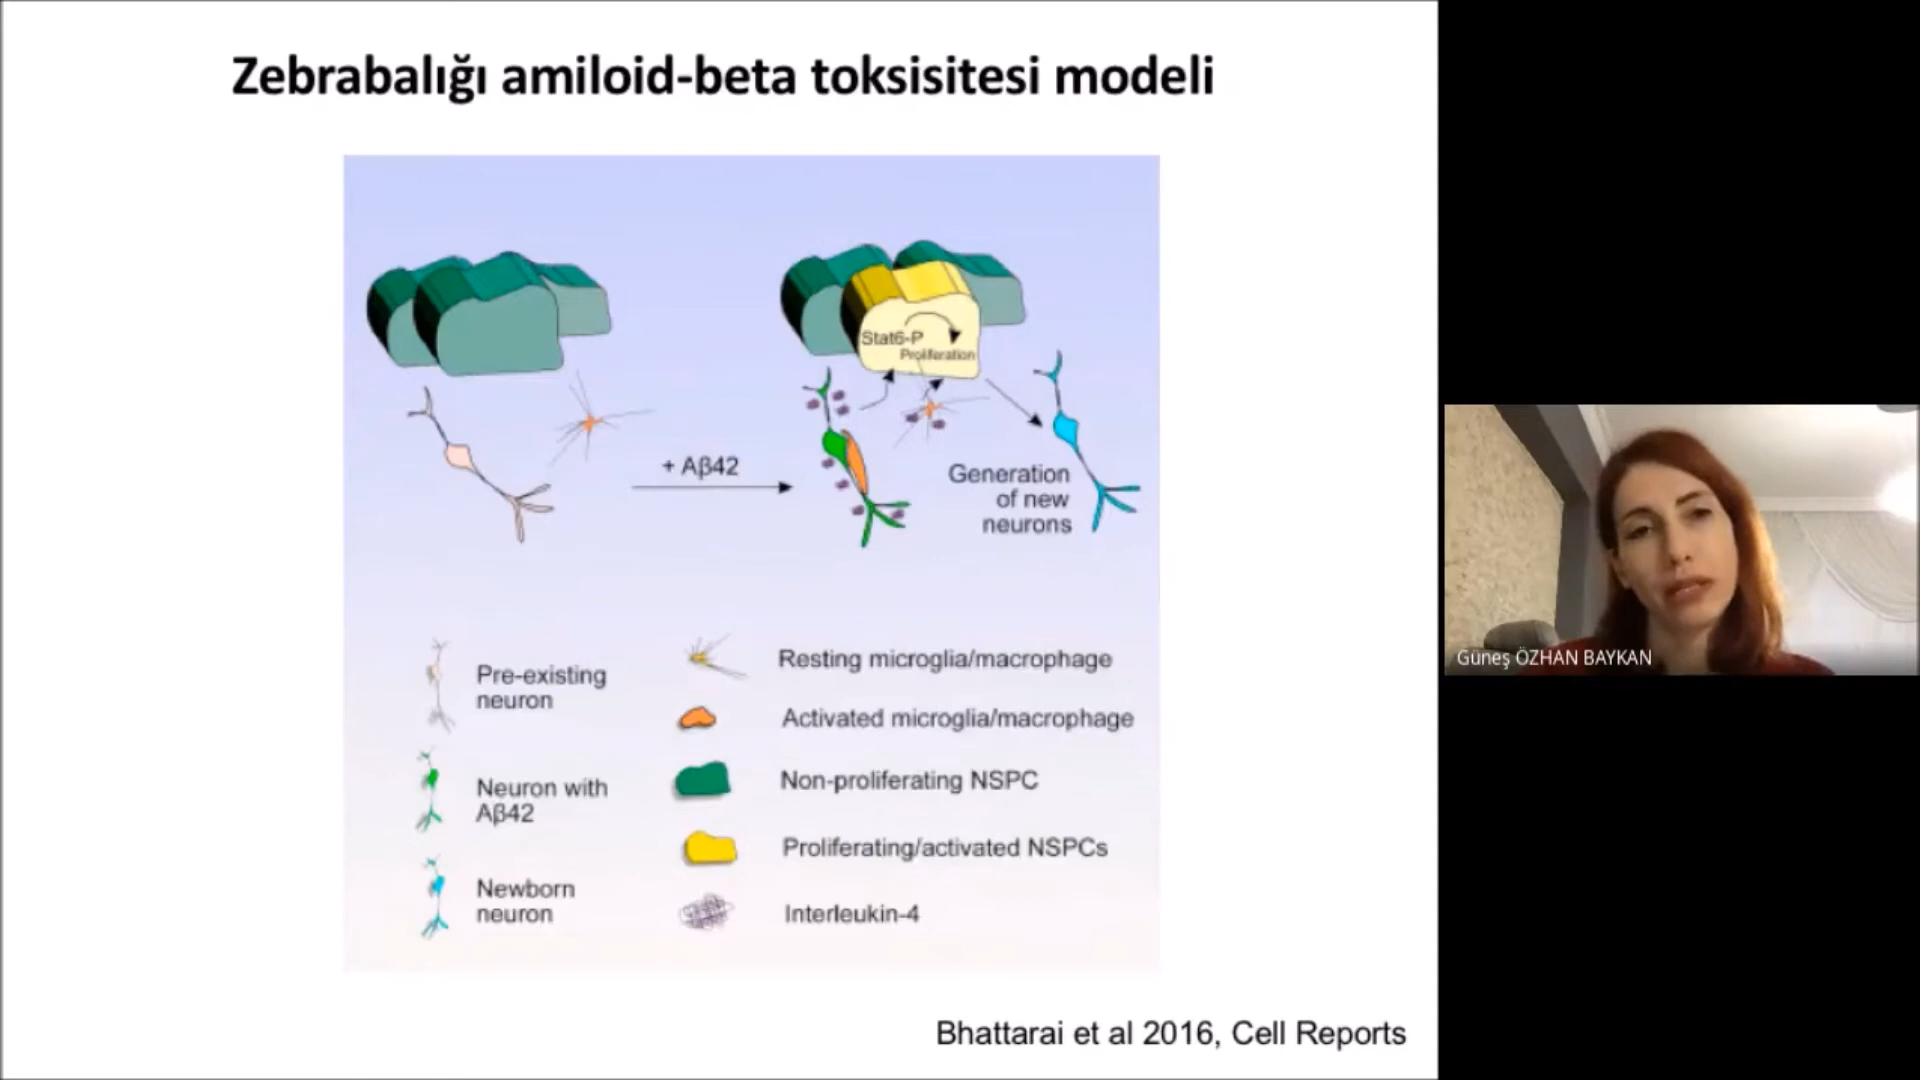 Zebrabalığı amiloid-beta toksisitesi modeli
Stat6-P
Proliferation
+ Aβ42
Generation
of new
neurons
Pre-existing
neuron
Neuron with
Aβ42
Newborn
neuron
Resting microglia/macrophage
Activated microglia/macrophage
Non-proliferating NSPC
Proliferating/activated NSPCs
Interleukin-4
Bhattarai et al 2016, Cell Reports
Güneş ÖZHAN BAYKAN